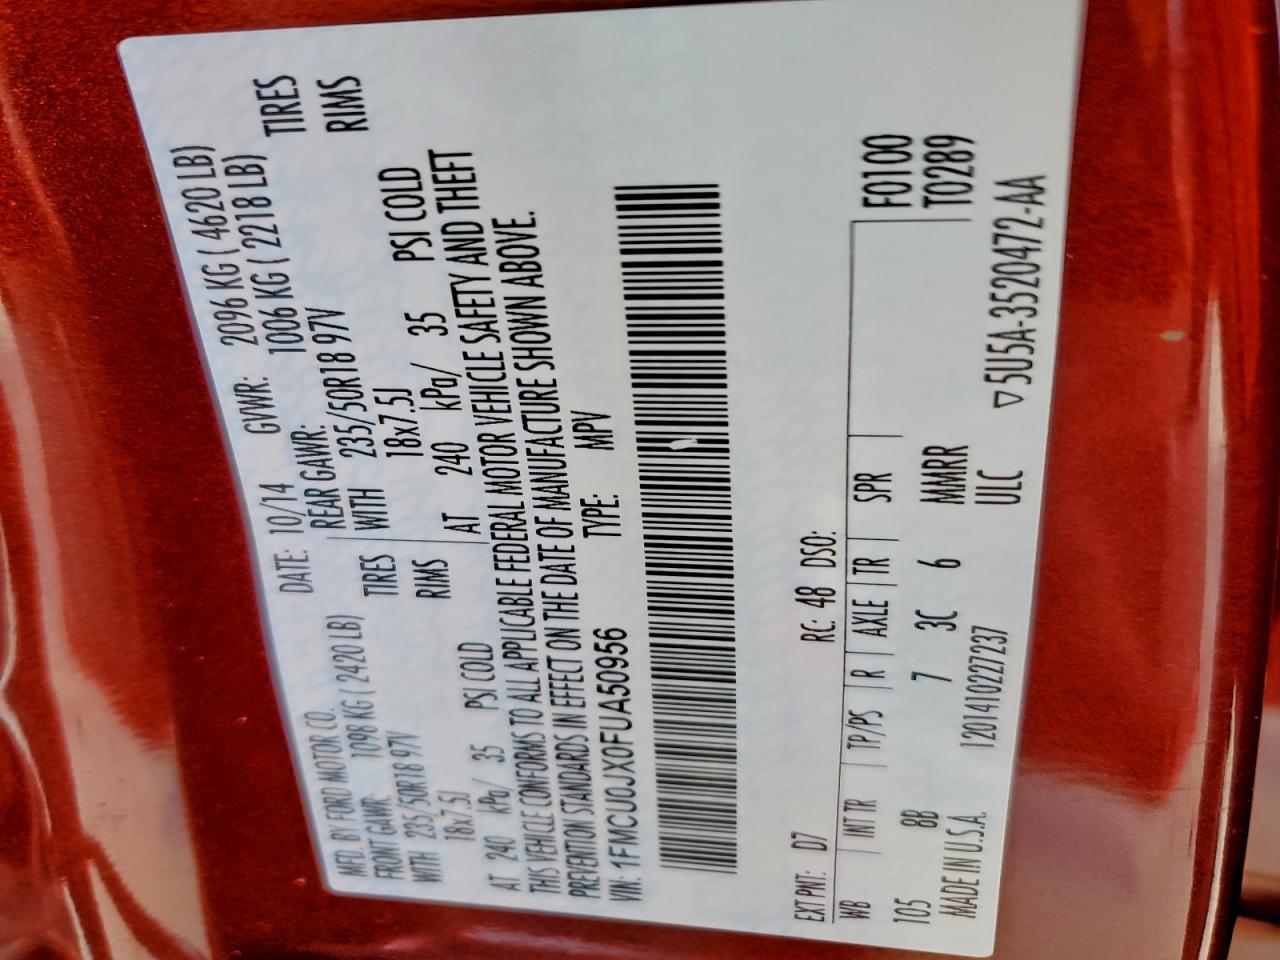 MFD. BY FORD MOTOR CO.
DATE: 10/14 GVWR: 2096 KG ( 4620 LB)
FRONT GAWR: 1098 KG ( 2420 LB)
REAR GAWR: 1006 KG ( 2218 LB)
WITH 235/50R18 97V TIRES
WITH 235/50R18 97V TIRES
18x7.5J RIMS
18x7.5J RIMS
AT 240 kPa/ 35 PSI COLD
AT 240 kPa/ 35 PSI COLD
THIS VEHICLE CONFORMS TO ALL APPLICABLE FEDERAL MOTOR VEHICLE SAFETY AND THEFT
PREVENTION STANDARDS IN EFFECT ON THE DATE OF MANUFACTURE SHOWN ABOVE.
VIN: 1FMCU0JX0FUA50956 TYPE: MPV
EXT PNT: D7 RC: 48 DSO:
WB INT TR TP/PS R AXLE TR SPR F0100
105 8B 7 3C 6 MMRR T0289
MADE IN U.S.A. 1201410227237 ULC ▽5U5A-3520472-AA